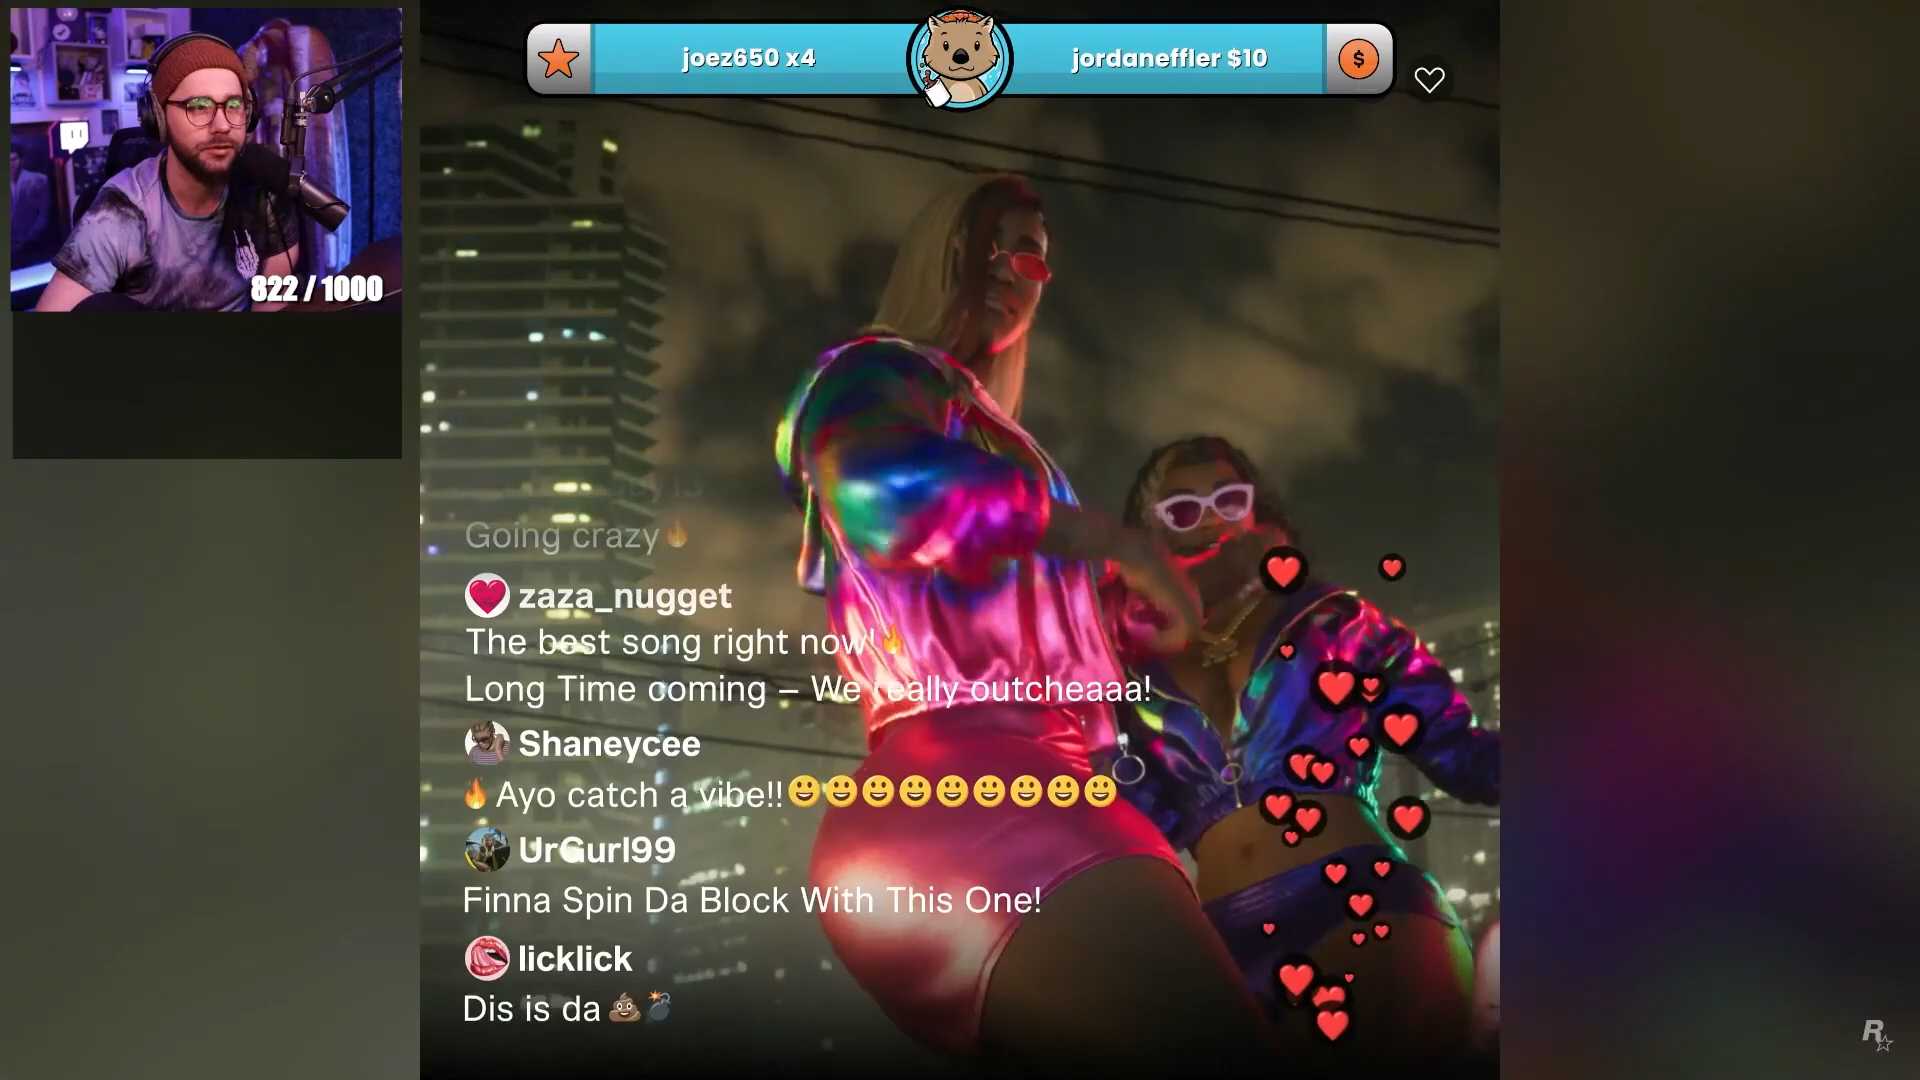 joez650 x4
jordaneffler $10
$
822 / 1000
Going crazy🔥
zaza_nugget
The best song right now!🔥
Long Time coming – We really outcheaaa!
Shaneycee
🔥Ayo catch a vibe!!😀😀😀😀😀😀😀😀😀
UrGurl99
Finna Spin Da Block With This One!
licklick
Dis is da💩💣
R